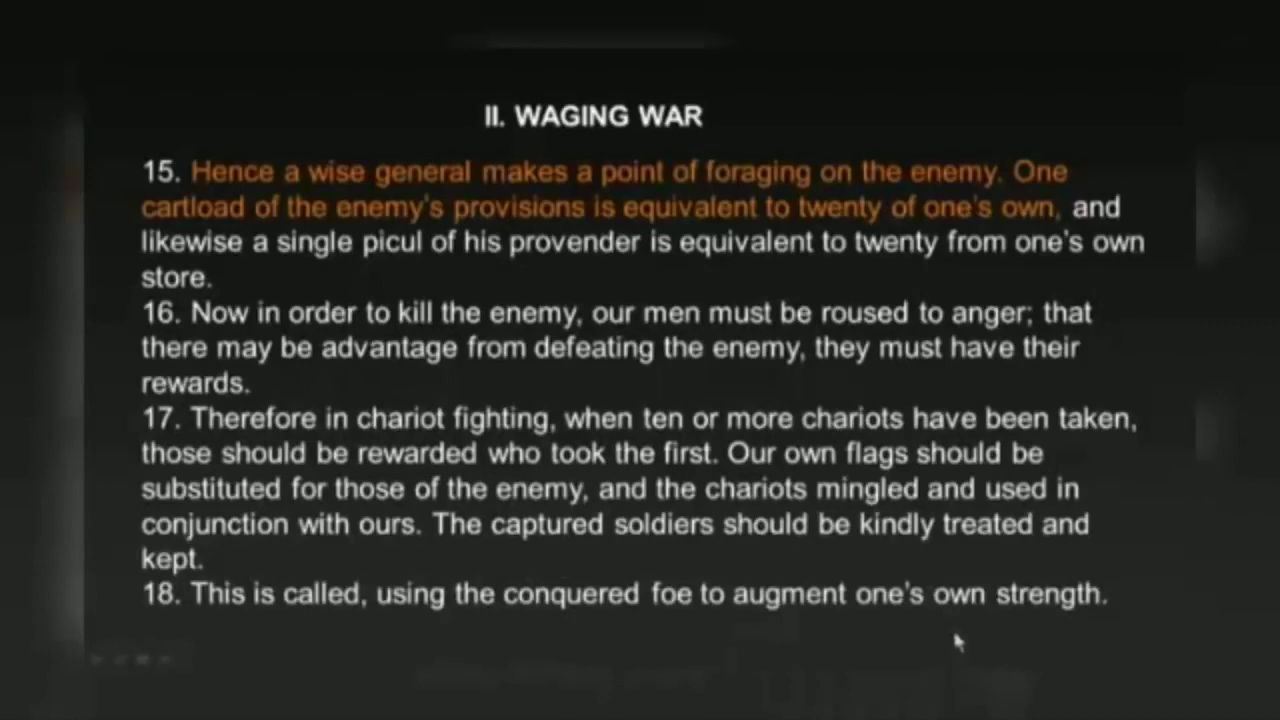 II. WAGING WAR
15. Hence a wise general makes a point of foraging on the enemy. One
cartload of the enemy's provisions is equivalent to twenty of one's own, and
likewise a single picul of his provender is equivalent to twenty from one's own
store.
16. Now in order to kill the enemy, our men must be roused to anger; that
there may be advantage from defeating the enemy, they must have their
rewards.
17. Therefore in chariot fighting, when ten or more chariots have been taken,
those should be rewarded who took the first. Our own flags should be
substituted for those of the enemy, and the chariots mingled and used in
conjunction with ours. The captured soldiers should be kindly treated and
kept.
18. This is called, using the conquered foe to augment one's own strength.